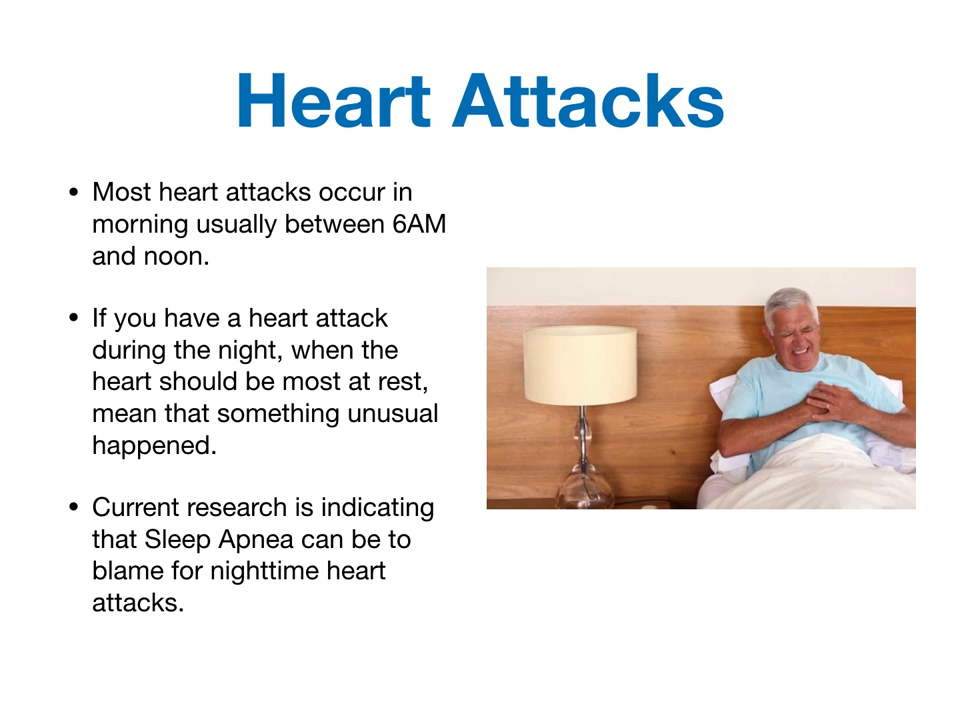 Heart Attacks
• Most heart attacks occur in
morning usually between 6AM
and noon.
• If you have a heart attack
during the night, when the
heart should be most at rest,
mean that something unusual
happened.
• Current research is indicating
that Sleep Apnea can be to
blame for nighttime heart
attacks.